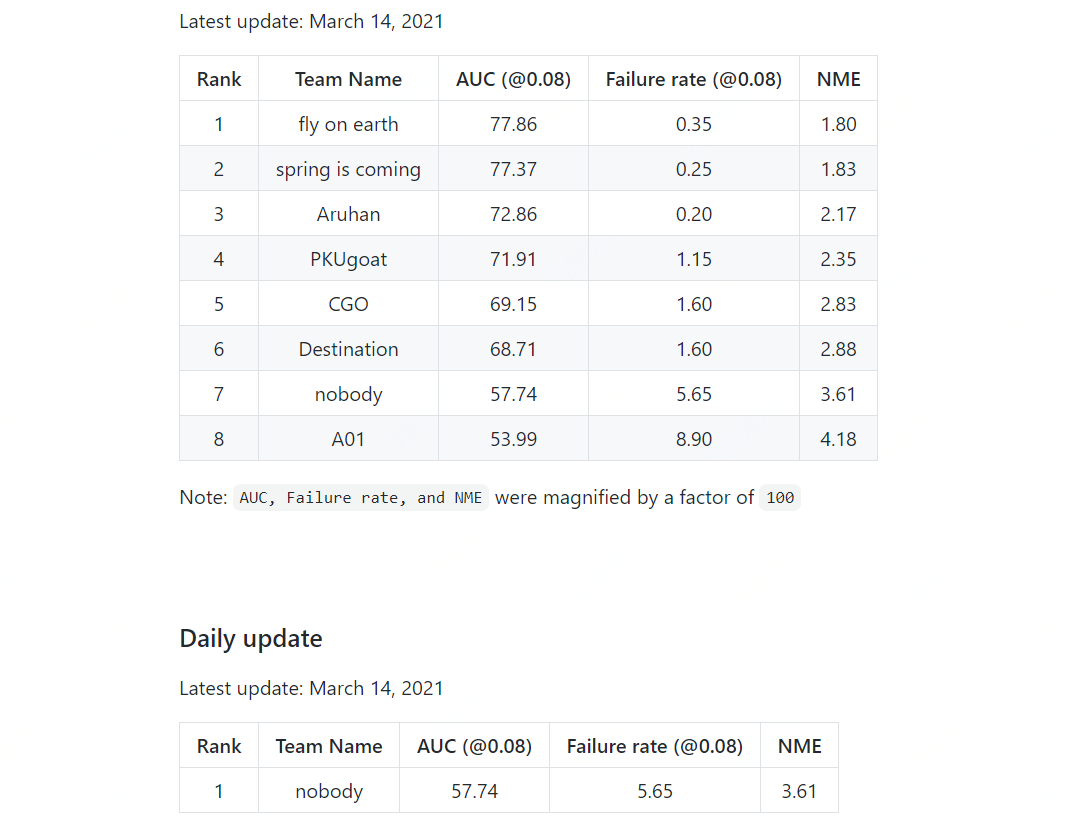 Latest update: March 14, 2021
Rank Team Name AUC (@0.08) Failure rate (@0.08) NME
1 fly on earth 77.86 0.35 1.80
2 spring is coming 77.37 0.25 1.83
3 Aruhan 72.86 0.20 2.17
4 PKUgoat 71.91 1.15 2.35
5 CGO 69.15 1.60 2.83
6 Destination 68.71 1.60 2.88
7 nobody 57.74 5.65 3.61
8 A01 53.99 8.90 4.18
Note: AUC, Failure rate, and NME were magnified by a factor of 100
Daily update
Latest update: March 14, 2021
Rank Team Name AUC (@0.08) Failure rate (@0.08) NME
1 nobody 57.74 5.65 3.61